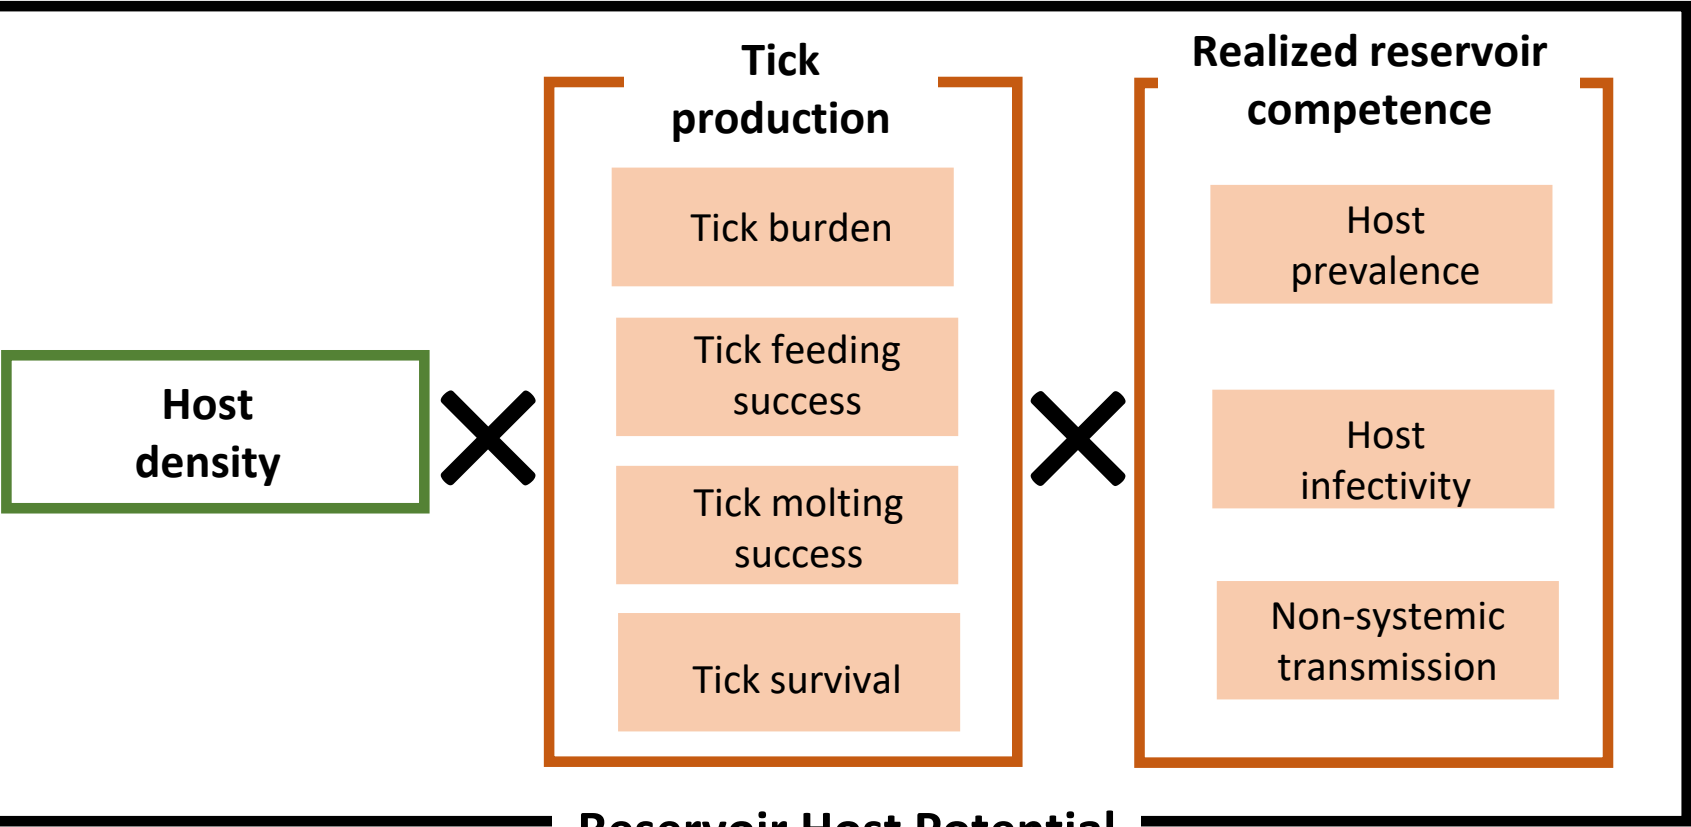 Host
density
Tick
production
Tick burden
Tick feeding
success
Tick molting
success
Tick survival
Realized reservoir
competence
Host
prevalence
Host
infectivity
Non-systemic
transmission
Reservoir Host Potential